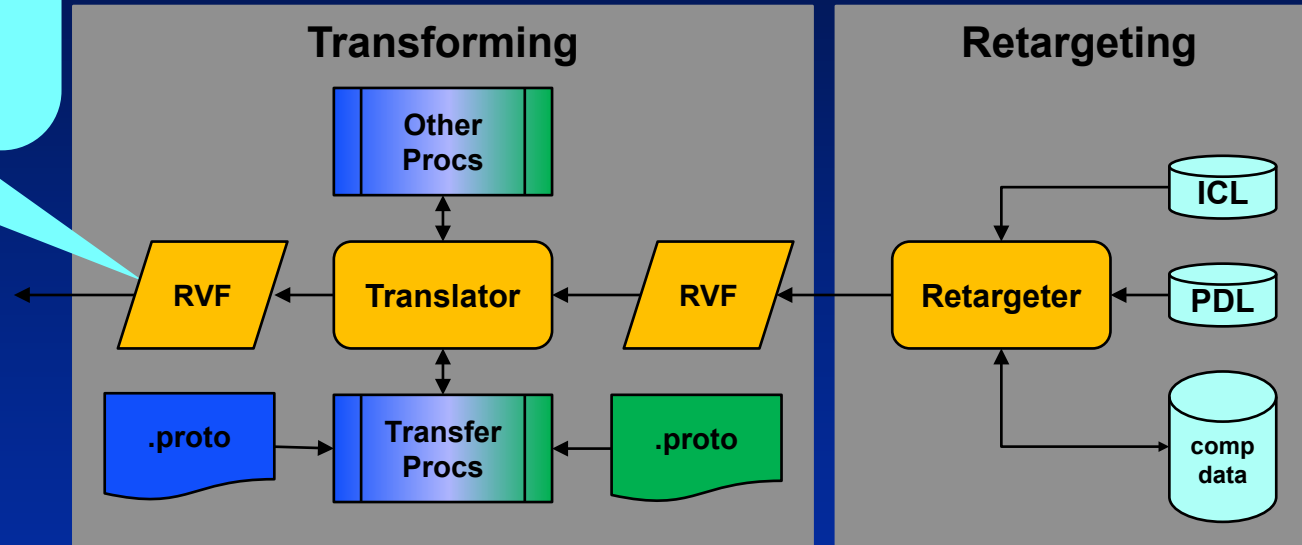 Transforming
Retargeting
Other
Procs
ICL
RVF
Translator
RVF
Retargeter
PDL
.proto
Transfer
Procs
.proto
comp
data